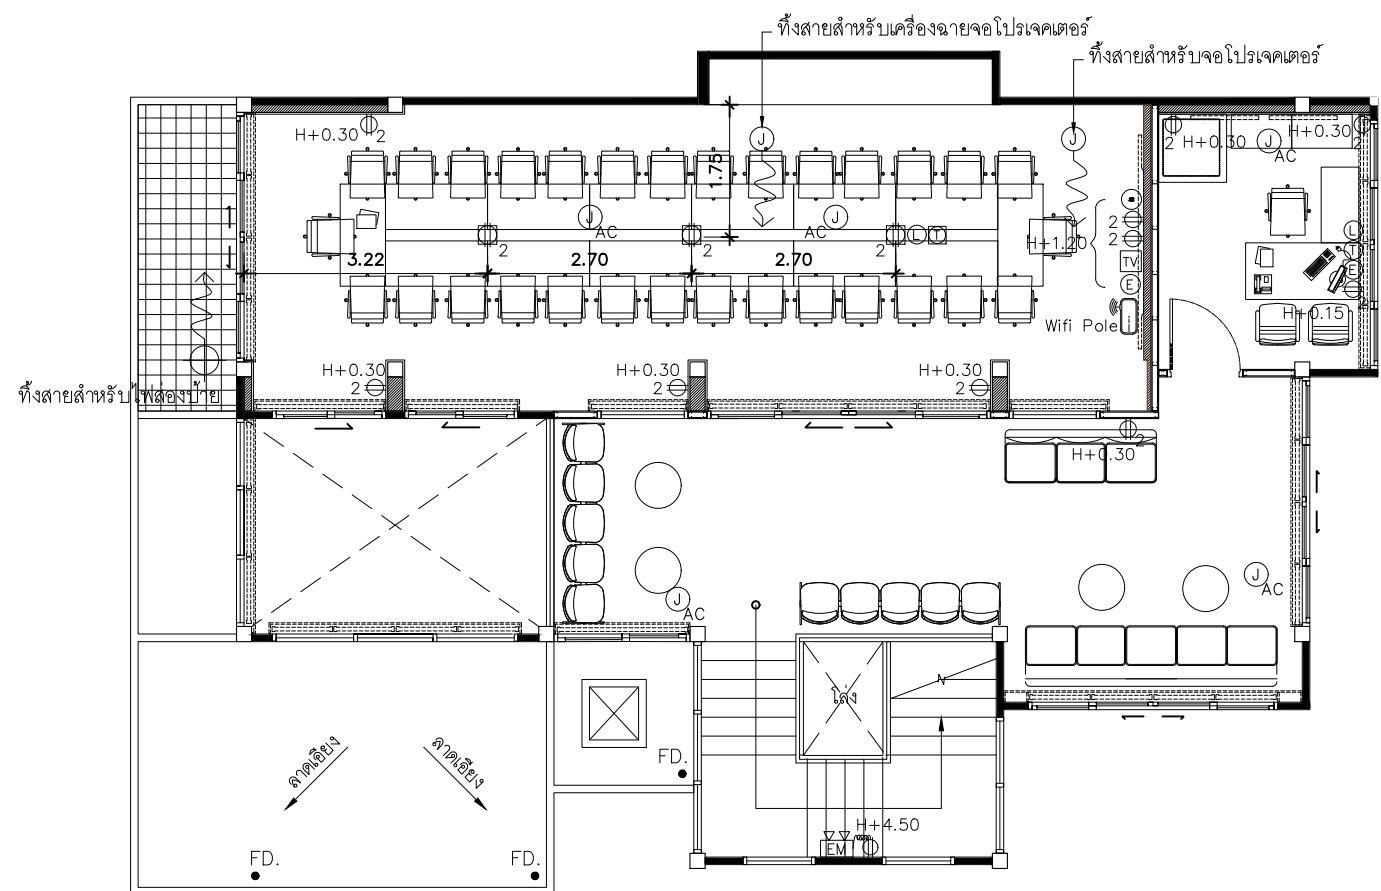 ทิ้งสายสำหรับเครื่องฉายจอโปรเจคเตอร์
ทิ้งสายสำหรับจอโปรเจคเตอร์
H+0.30
2
J
J
2
H+0.30
J
AC
H+0.30
2
1.75
J
AC
AC
J
2
2
2
L
T
2
2
H+1.20
TV
E
L
T
E
3.22
2.70
2.70
H+0.15
Wifi Pole
H+0.30
2
H+0.30
2
H+0.30
2
ทิ้งสายสำหรับไฟส่องป้าย
2
H+0.30
J
AC
J
AC
โล่ง
N
ลาดเอียง
ลาดเอียง
FD.
H+4.50
EM
FD.
FD.